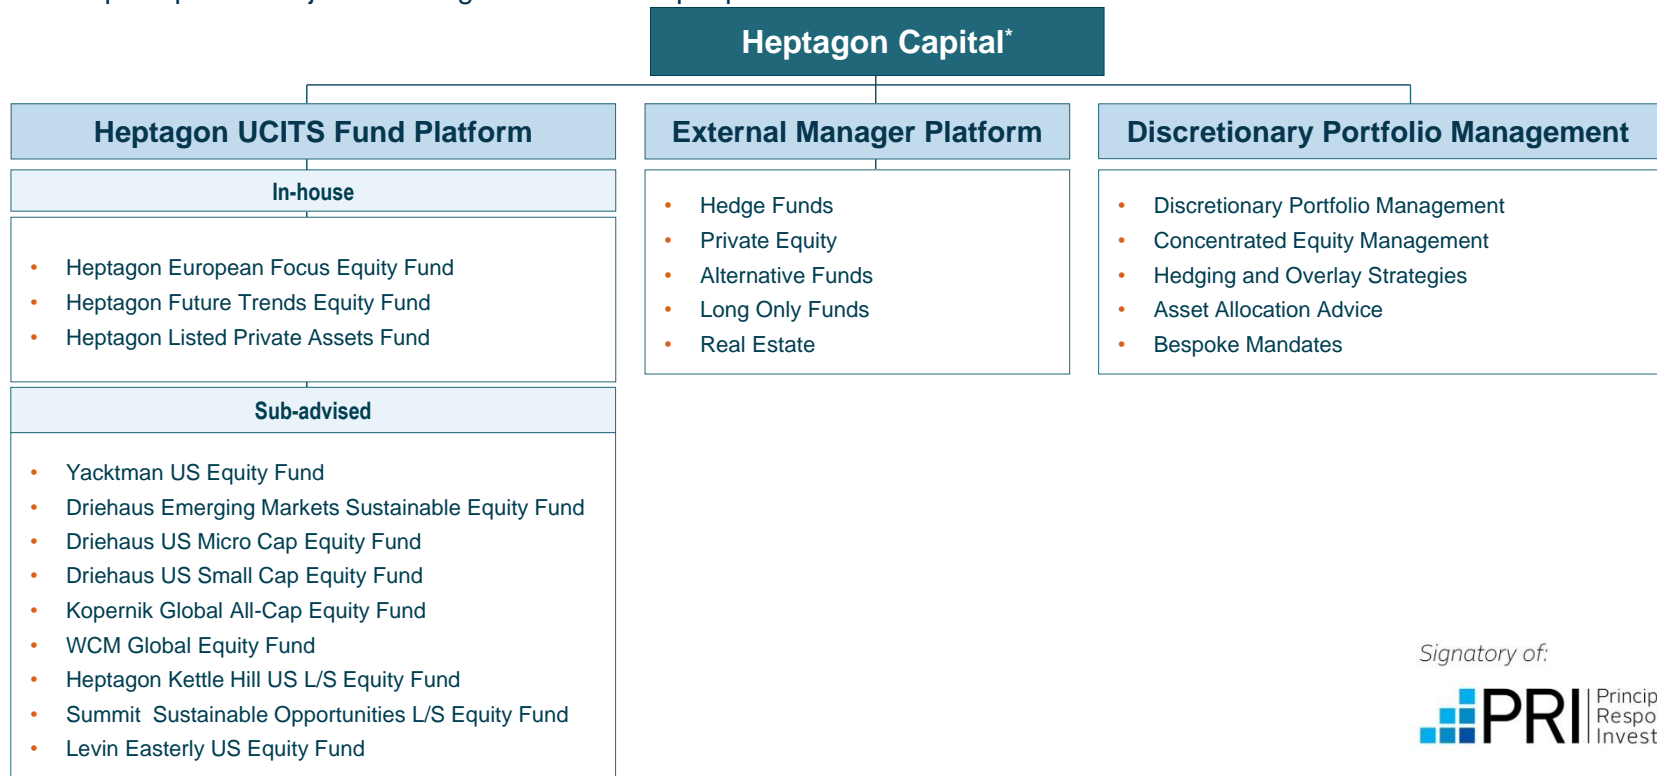 Heptagon Capital*
Heptagon UCITS Fund Platform
In-house
• Heptagon European Focus Equity Fund
• Heptagon Future Trends Equity Fund
• Heptagon Listed Private Assets Fund
Sub-advised
• Yacktman US Equity Fund
• Driehaus Emerging Markets Sustainable Equity Fund
• Driehaus US Micro Cap Equity Fund
• Driehaus US Small Cap Equity Fund
• Kopernik Global All-Cap Equity Fund
• WCM Global Equity Fund
• Heptagon Kettle Hill US L/S Equity Fund
• Summit Sustainable Opportunities L/S Equity Fund
• Levin Easterly US Equity Fund
External Manager Platform
• Hedge Funds
• Private Equity
• Alternative Funds
• Long Only Funds
• Real Estate
Discretionary Portfolio Management
• Discretionary Portfolio Management
• Concentrated Equity Management
• Hedging and Overlay Strategies
• Asset Allocation Advice
• Bespoke Mandates
Signatory of:
PRI